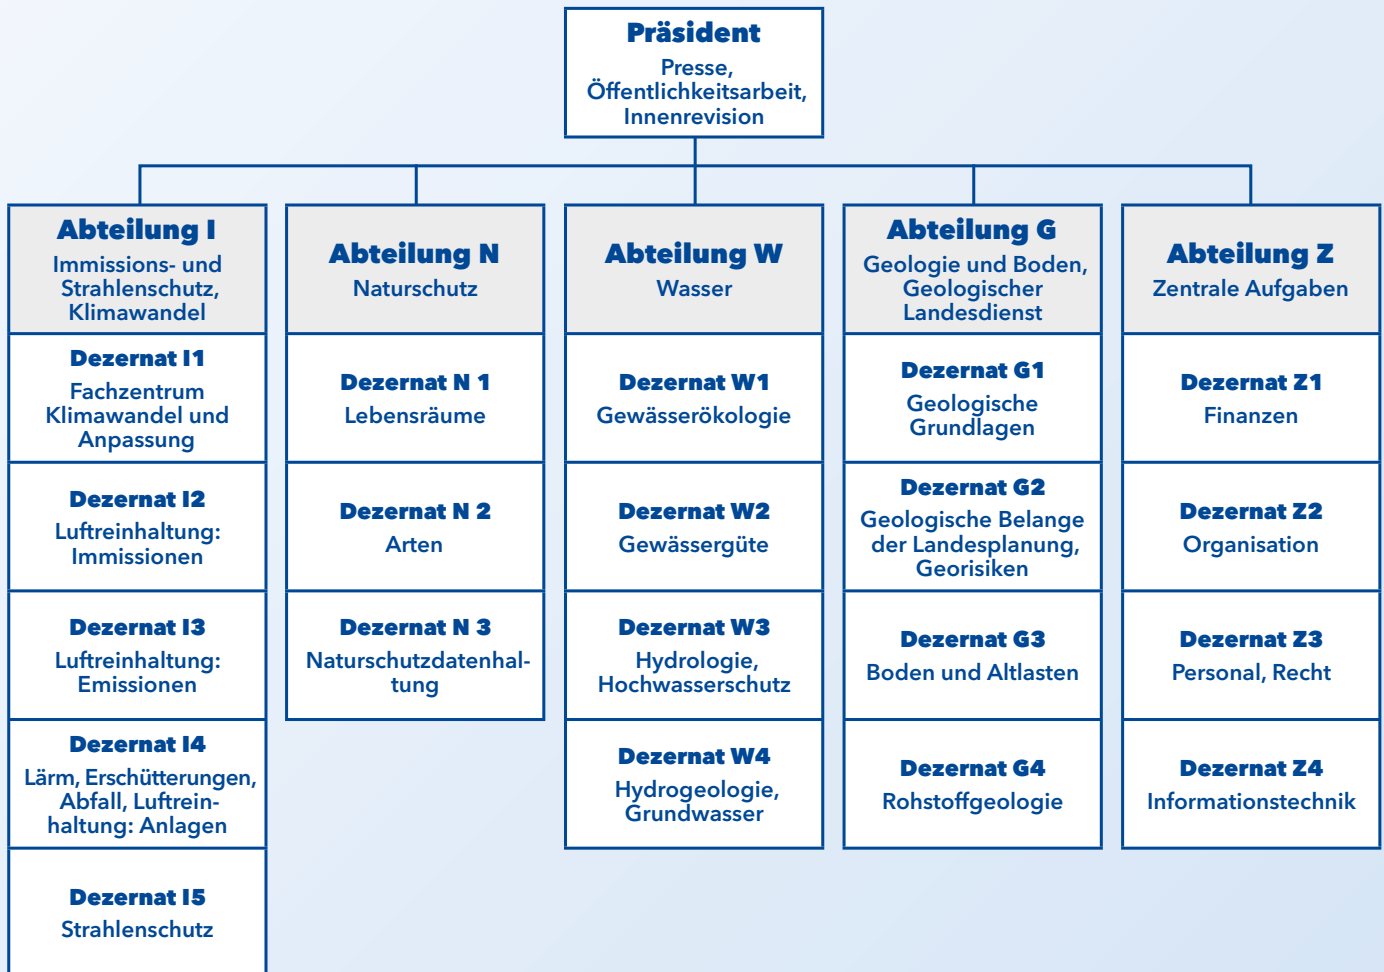 Präsident
Presse,
Öffentlichkeitsarbeit,
Innenrevision
Abteilung I
Immissions- und
Strahlenschutz,
Klimawandel
Dezernat I1
Fachzentrum
Klimawandel und
Anpassung
Dezernat I2
Luftreinhaltung:
Immissionen
Dezernat I3
Luftreinhaltung:
Emissionen
Dezernat I4
Lärm, Erschütterungen,
Abfall, Luftrein-
haltung: Anlagen
Dezernat I5
Strahlenschutz
Abteilung N
Naturschutz
Dezernat N 1
Lebensräume
Dezernat N 2
Arten
Dezernat N 3
Naturschutzdatenhal-
tung
Abteilung W
Wasser
Dezernat W1
Gewässerökologie
Dezernat W2
Gewässergüte
Dezernat W3
Hydrologie,
Hochwasserschutz
Dezernat W4
Hydrogeologie,
Grundwasser
Abteilung G
Geologie und Boden,
Geologischer
Landesdienst
Dezernat G1
Geologische
Grundlagen
Dezernat G2
Geologische Belange
der Landesplanung,
Georisiken
Dezernat G3
Boden und Altlasten
Dezernat G4
Rohstoffgeologie
Abteilung Z
Zentrale Aufgaben
Dezernat Z1
Finanzen
Dezernat Z2
Organisation
Dezernat Z3
Personal, Recht
Dezernat Z4
Informationstechnik